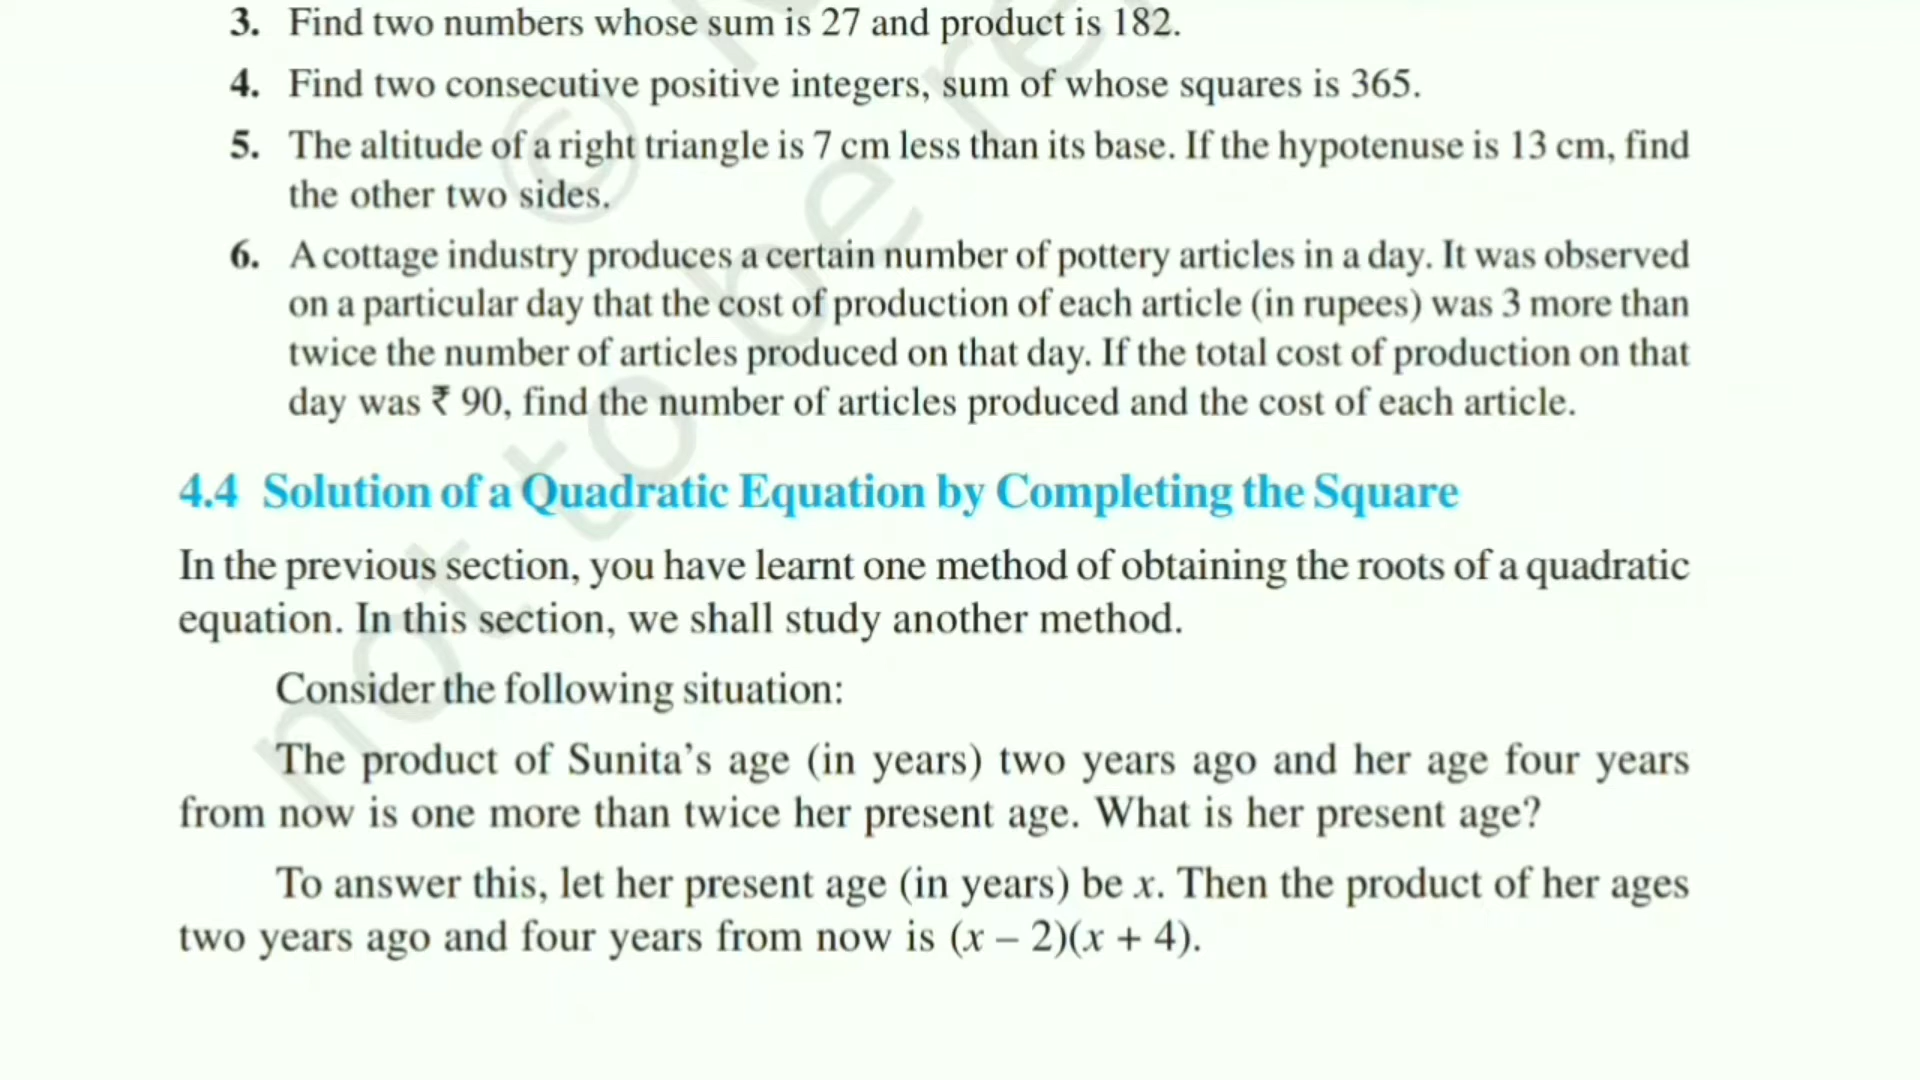 3. Find two numbers whose sum is 27 and product is 182.
4. Find two consecutive positive integers, sum of whose squares is 365.
5. The altitude of a right triangle is 7 cm less than its base. If the hypotenuse is 13 cm, find
the other two sides.
6. A cottage industry produces a certain number of pottery articles in a day. It was observed
on a particular day that the cost of production of each article (in rupees) was 3 more than
twice the number of articles produced on that day. If the total cost of production on that
day was ₹ 90, find the number of articles produced and the cost of each article.
4.4 Solution of a Quadratic Equation by Completing the Square
In the previous section, you have learnt one method of obtaining the roots of a quadratic
equation. In this section, we shall study another method.
Consider the following situation:
The product of Sunita’s age (in years) two years ago and her age four years
from now is one more than twice her present age. What is her present age?
To answer this, let her present age (in years) be x. Then the product of her ages
two years ago and four years from now is (x – 2)(x + 4).
©
not to be re